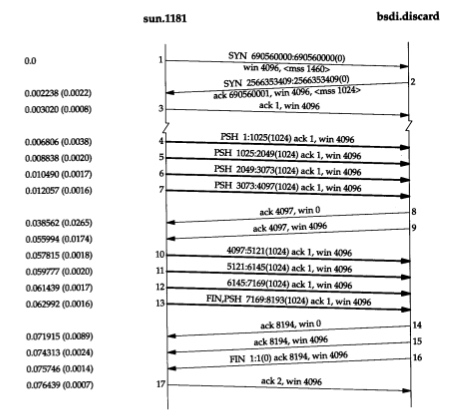 sun.1181 bsdi.discard
0.0 1 SYN 690560000:690560000(0)
win 4096, <mss 1460>
SYN 2566353409:2566353409(0) 2
0.002238 (0.0022) ack 690560001, win 4096, <mss 1024>
0.003020 (0.0008) 3 ack 1, win 4096
0.006806 (0.0038) 4 PSH 1:1025(1024) ack 1, win 4096
0.008838 (0.0020) 5 PSH 1025:2049(1024) ack 1, win 4096
0.010490 (0.0017) 6 PSH 2049:3073(1024) ack 1, win 4096
0.012057 (0.0016) 7 PSH 3073:4097(1024) ack 1, win 4096
ack 4097, win 0 8
0.038562 (0.0265)
ack 4097, win 4096 9
0.055994 (0.0174)
0.057815 (0.0018) 10 4097:5121(1024) ack 1, win 4096
0.059777 (0.0020) 11 5121:6145(1024) ack 1, win 4096
0.061439 (0.0017) 12 6145:7169(1024) ack 1, win 4096
0.062992 (0.0016) 13 FIN,PSH 7169:8193(1024) ack 1, win 4096
ack 8194, win 0 14
0.071915 (0.0089)
ack 8194, win 4096 15
0.074313 (0.0024)
FIN 1:1(0) ack 8194, win 4096 16
0.075746 (0.0014)
0.076439 (0.0007) 17 ack 2, win 4096